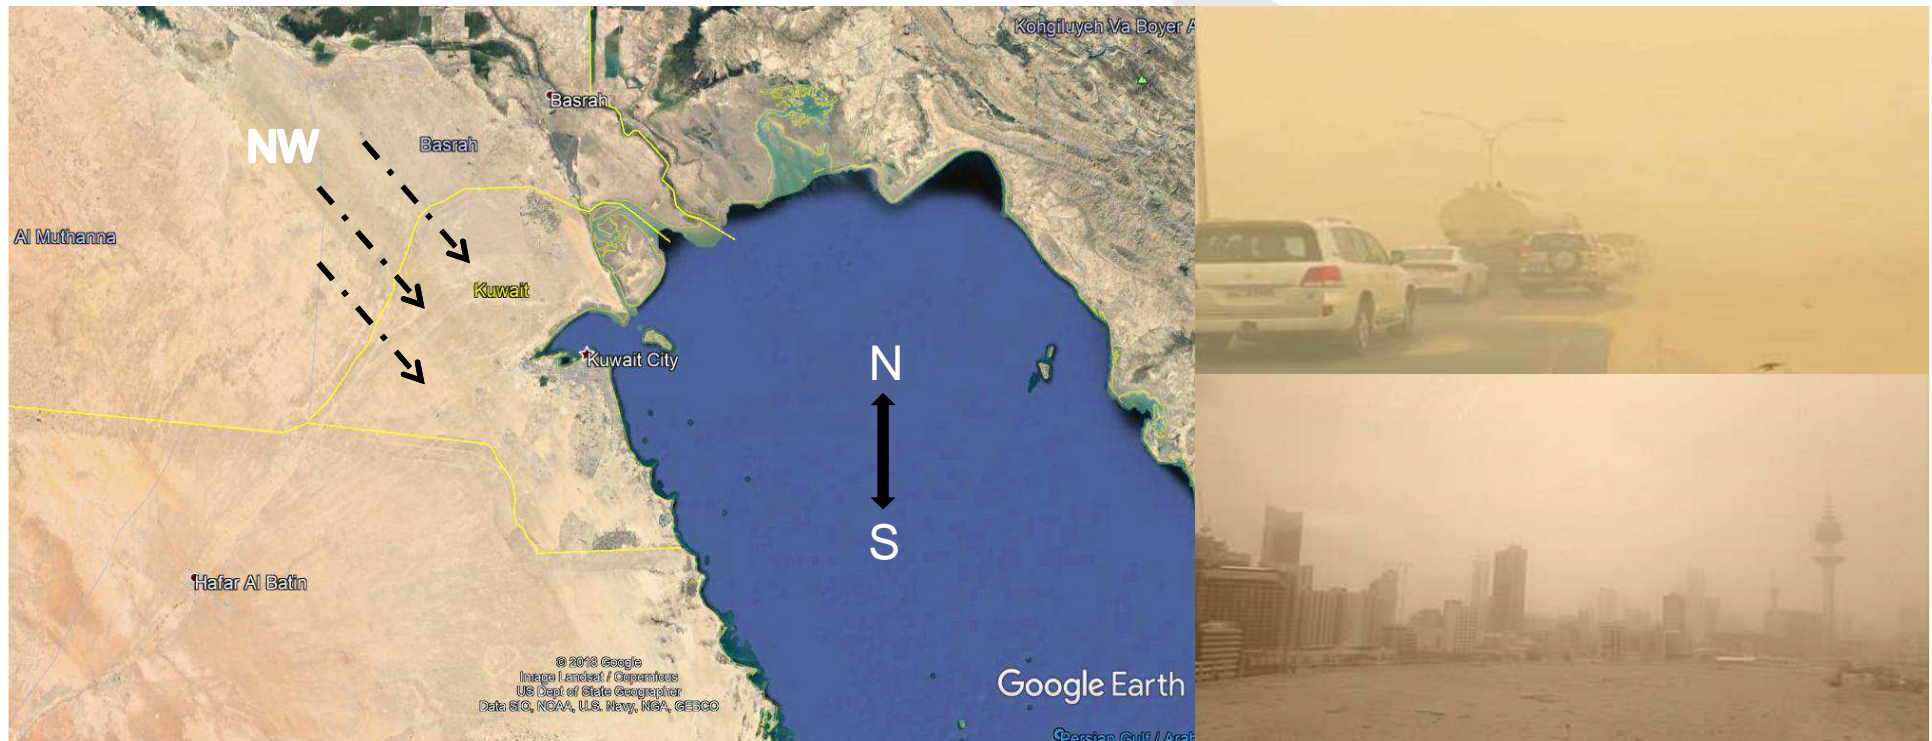 Kohgiluyeh Va Boyer A
Basrah
NW
Basrah
Al Muthanna
Kuwait
Kuwait City
N
S
Hafar Al Batin
© 2018 Google
Image Landsat / Copernicus
US Dept of State Geographer
Data SIO, NOAA, U.S. Navy, NGA, GEBCO
Google Earth
Persian Gulf / Arab